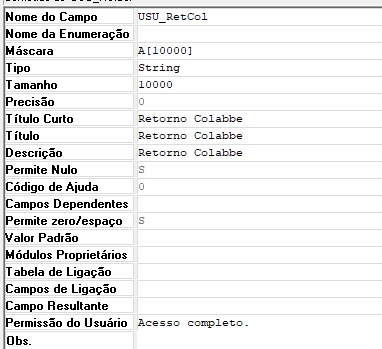 Nome do Campo USU_RetCol
Nome da Enumeração
Máscara A[10000]
Tipo String
Tamanho 10000
Precisão 0
Título Curto Retorno Colabbe
Título Retorno Colabbe
Descrição Retorno Colabbe
Permite Nulo S
Código de Ajuda 0
Campos Dependentes
Permite zero/espaço S
Valor Padrão
Módulos Proprietários
Tabela de Ligação
Campos de Ligação
Campo Resultante
Permissão do Usuário Acesso completo.
Obs.